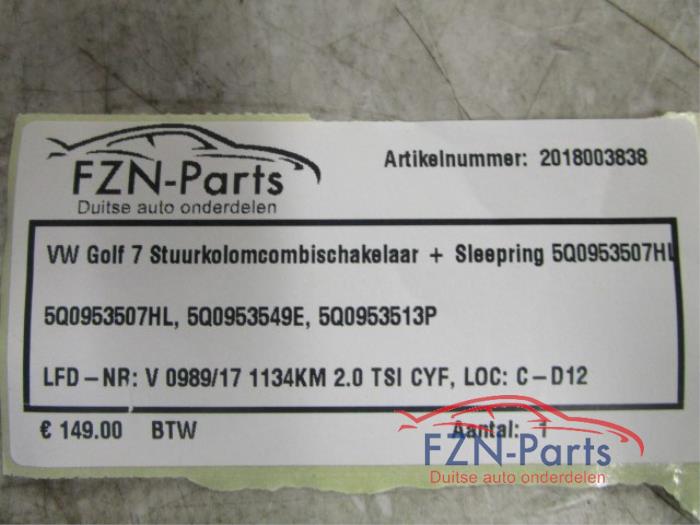 FZN-Parts
Duitse auto onderdelen
Artikelnummer: 2018003838
VW Golf 7 Stuurkolomcombischakelaar + Sleepring 5Q0953507HL
5Q0953507HL, 5Q0953549E, 5Q0953513P
LFD-NR: V 0989/17 1134KM 2.0 TSI CYF, LOC: C-D12
€ 149.00 BTW Aantal: 1
FZN-Parts
Duitse auto onderdelen